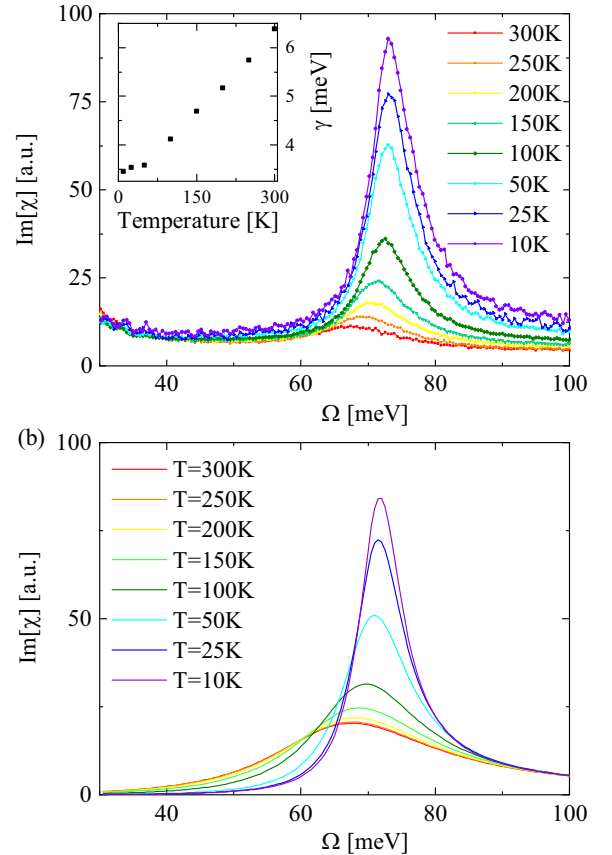 100
75
50
25
0
Im[χ] [a.u.]
6
5
4
γ [meV]
0
150
300
Temperature [K]
300K
250K
200K
150K
100K
50K
25K
10K
40
60
80
100
Ω [meV]
(b)
100
50
0
Im[χ] [a.u.]
T=300K
T=250K
T=200K
T=150K
T=100K
T=50K
T=25K
T=10K
40
60
80
100
Ω [meV]